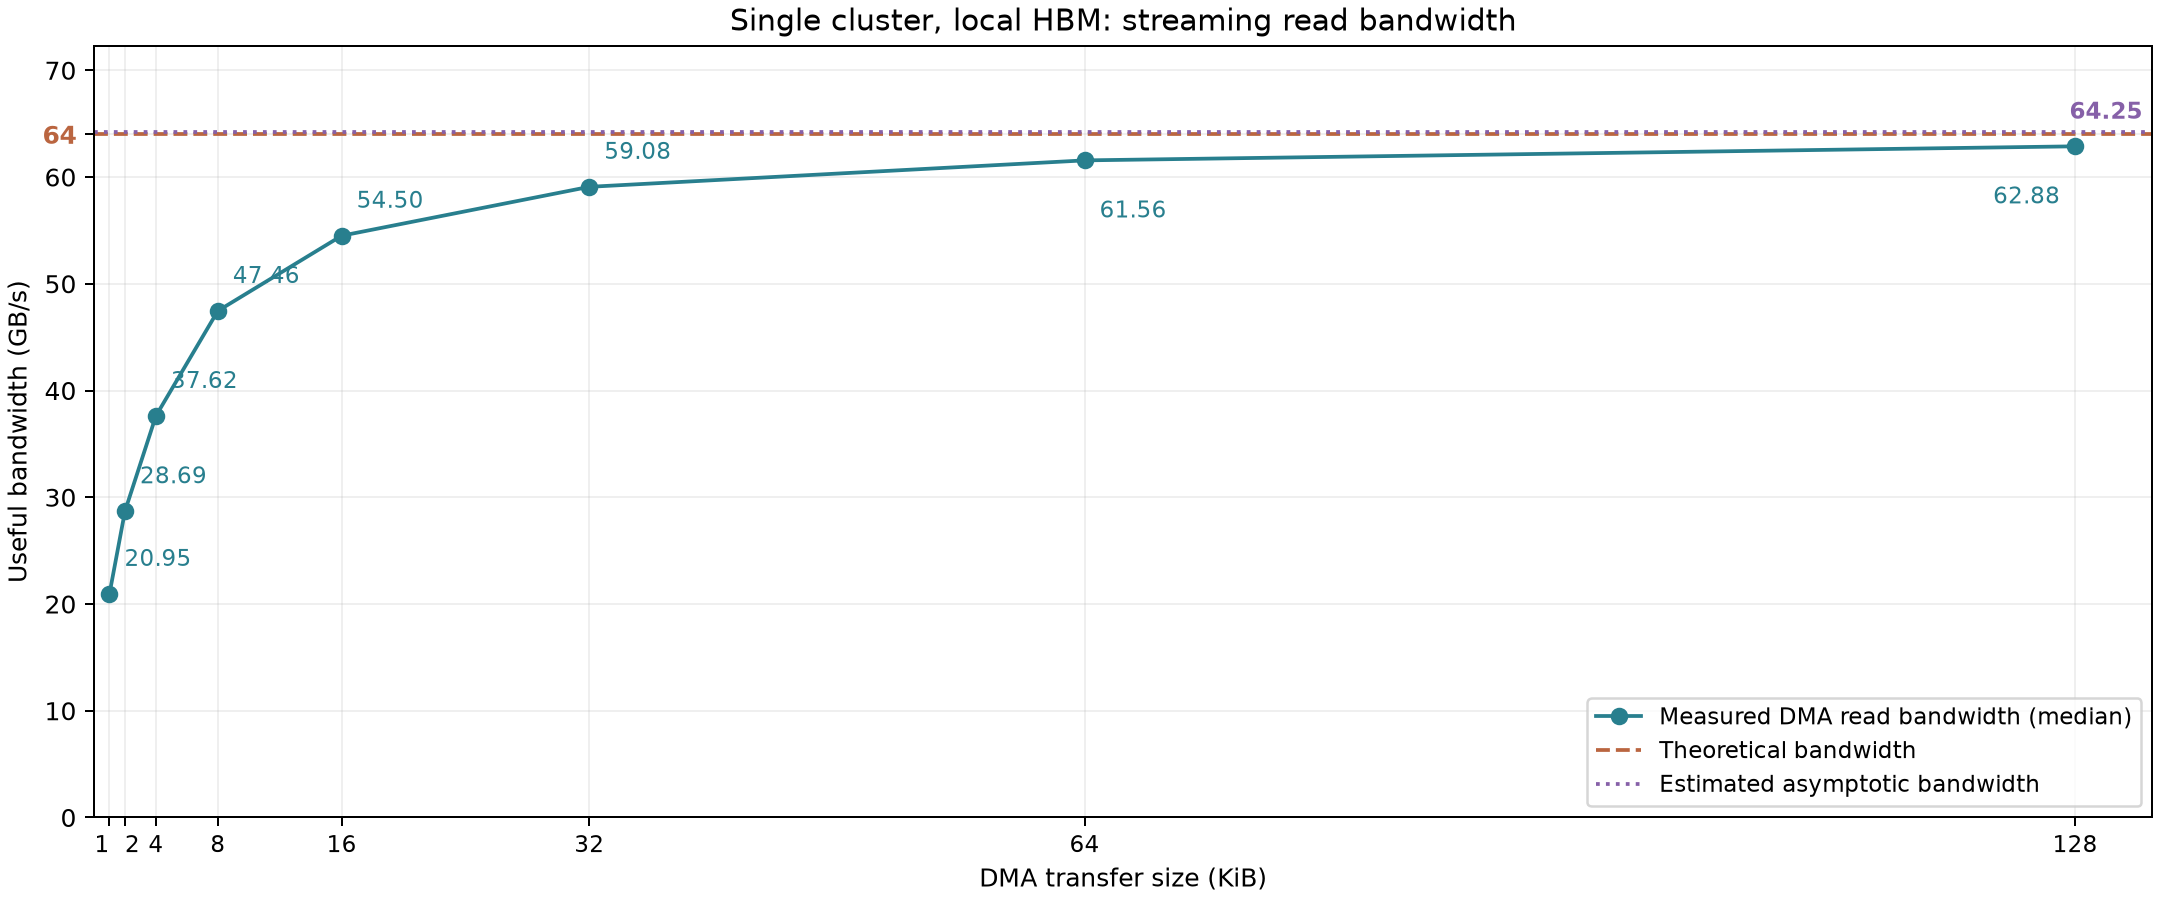 Single cluster, local HBM: streaming read bandwidth
Useful bandwidth (GB/s)
70
64
60
50
40
30
20
10
0
64.25
59.08
54.50
61.56
62.88
47.46
37.62
28.69
20.95
Measured DMA read bandwidth (median)
Theoretical bandwidth
Estimated asymptotic bandwidth
1 2 4 8 16 32 64 128
DMA transfer size (KiB)